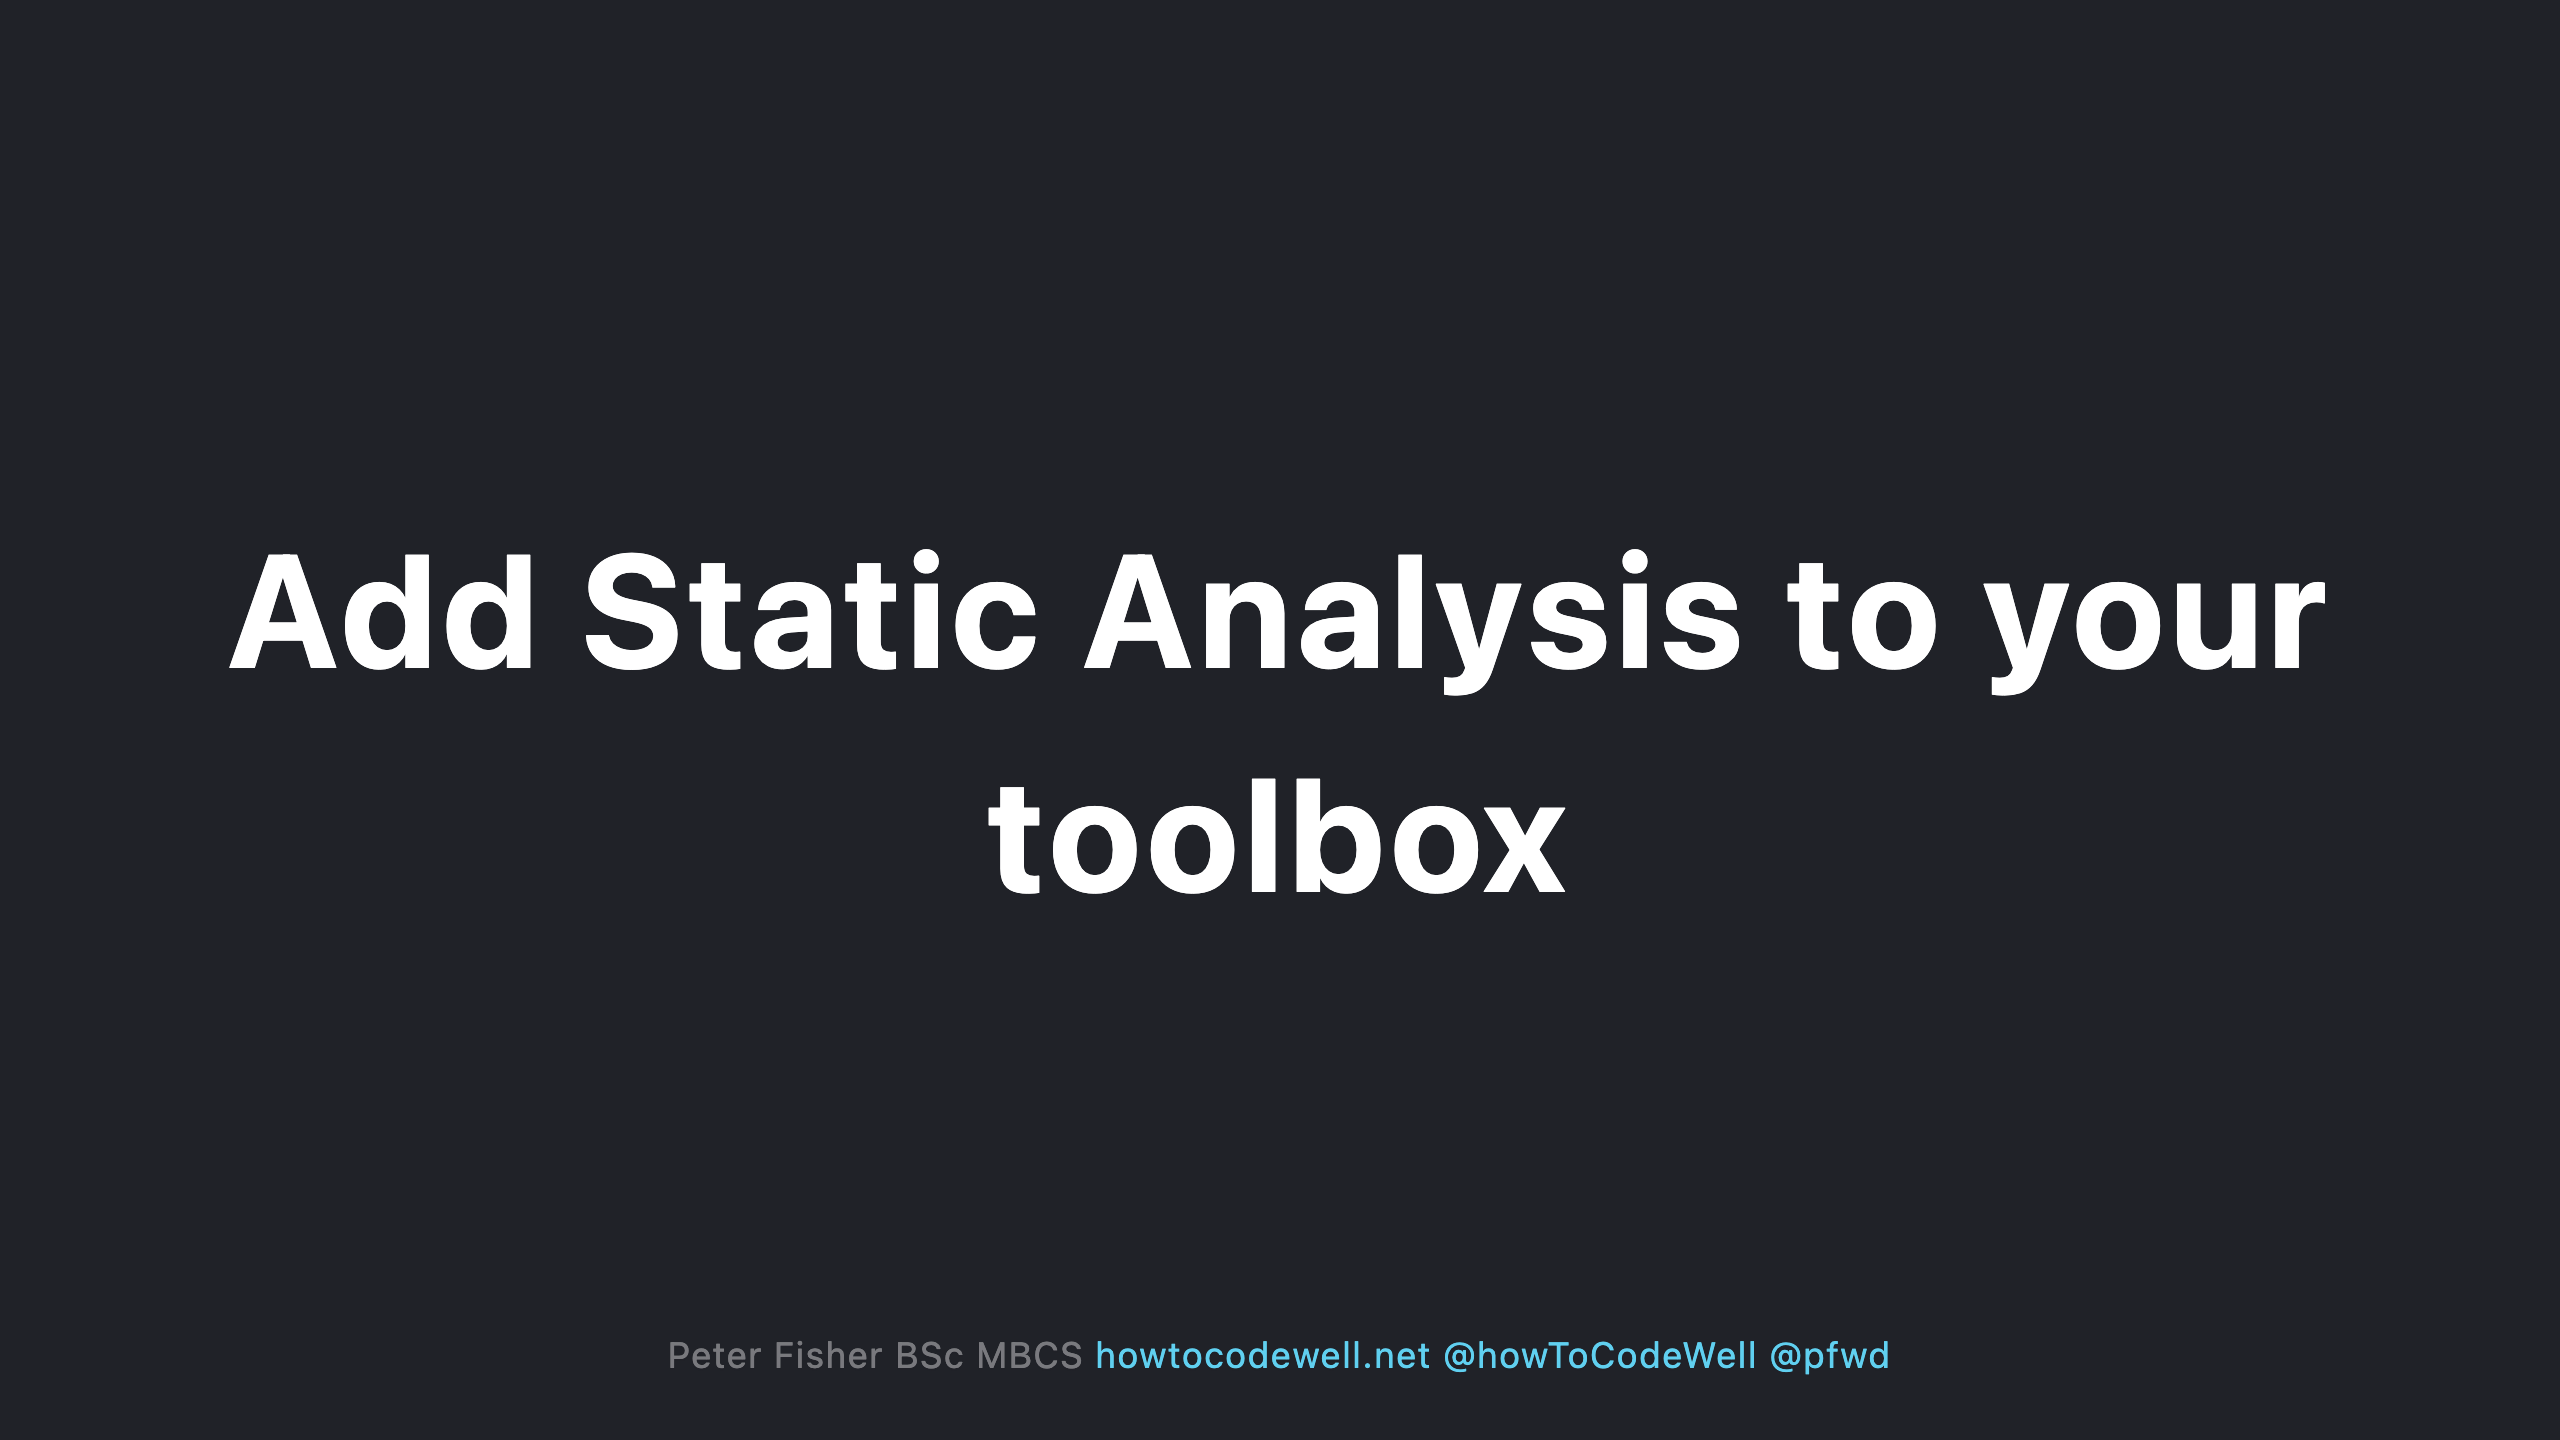 Add Static Analysis to your
toolbox
Peter Fisher BSc MBCS howtocodewell.net @howToCodeWell @pfwd